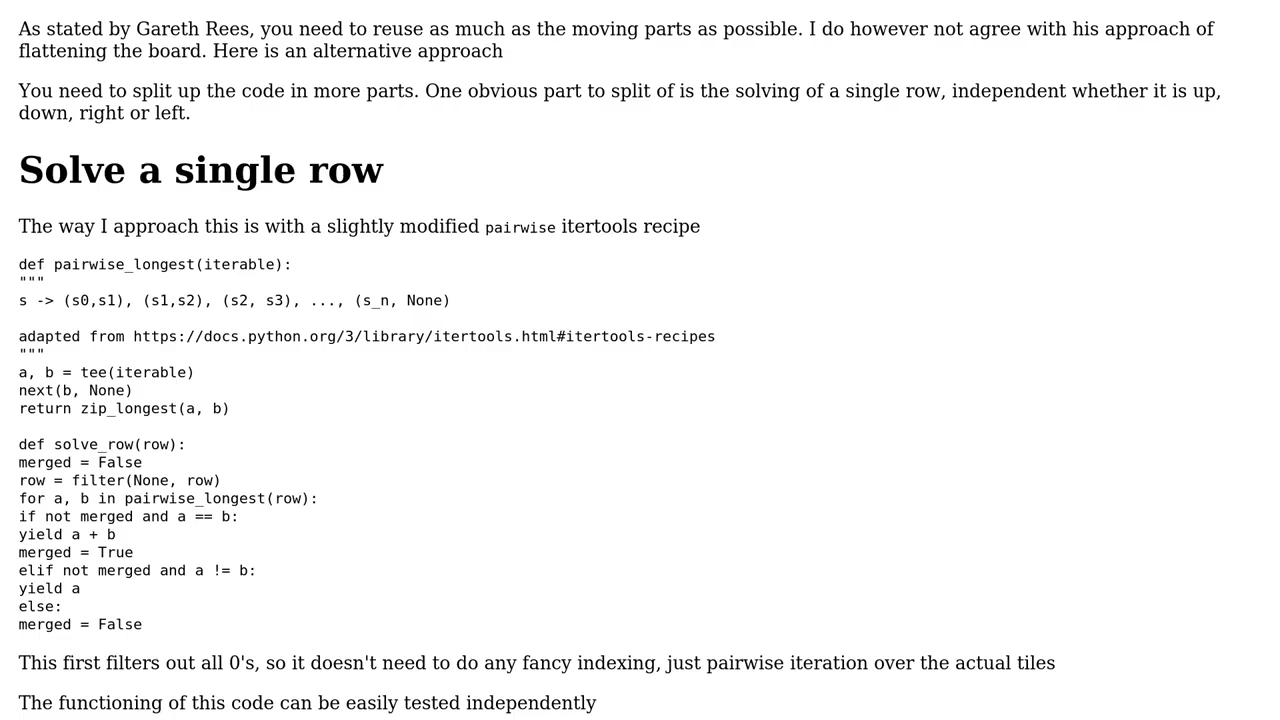 As stated by Gareth Rees, you need to reuse as much as the moving parts as possible. I do however not agree with his approach of
flattening the board. Here is an alternative approach
You need to split up the code in more parts. One obvious part to split of is the solving of a single row, independent whether it is up,
down, right or left.
Solve a single row
The way I approach this is with a slightly modified pairwise itertools recipe
def pairwise_longest(iterable):
"""
s -> (s0,s1), (s1,s2), (s2, s3), ..., (s_n, None)
adapted from https://docs.python.org/3/library/itertools.html#itertools-recipes
"""
a, b = tee(iterable)
next(b, None)
return zip_longest(a, b)
def solve_row(row):
merged = False
row = filter(None, row)
for a, b in pairwise_longest(row):
if not merged and a == b:
yield a + b
merged = True
elif not merged and a != b:
yield a
else:
merged = False
This first filters out all 0's, so it doesn't need to do any fancy indexing, just pairwise iteration over the actual tiles
The functioning of this code can be easily tested independently